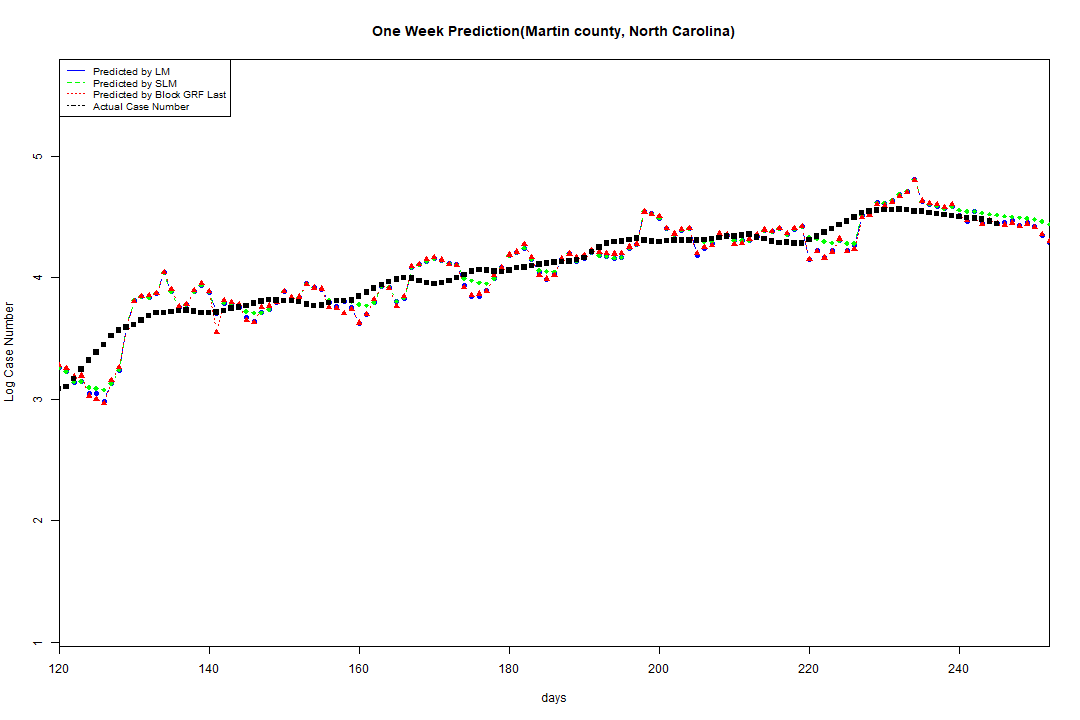 One Week Prediction(Martin county, North Carolina)
Predicted by LM
Predicted by SLM
Predicted by Block GRF Last
Actual Case Number
5
4
3
2
1
Log Case Number
120 140 160 180 200 220 240
days